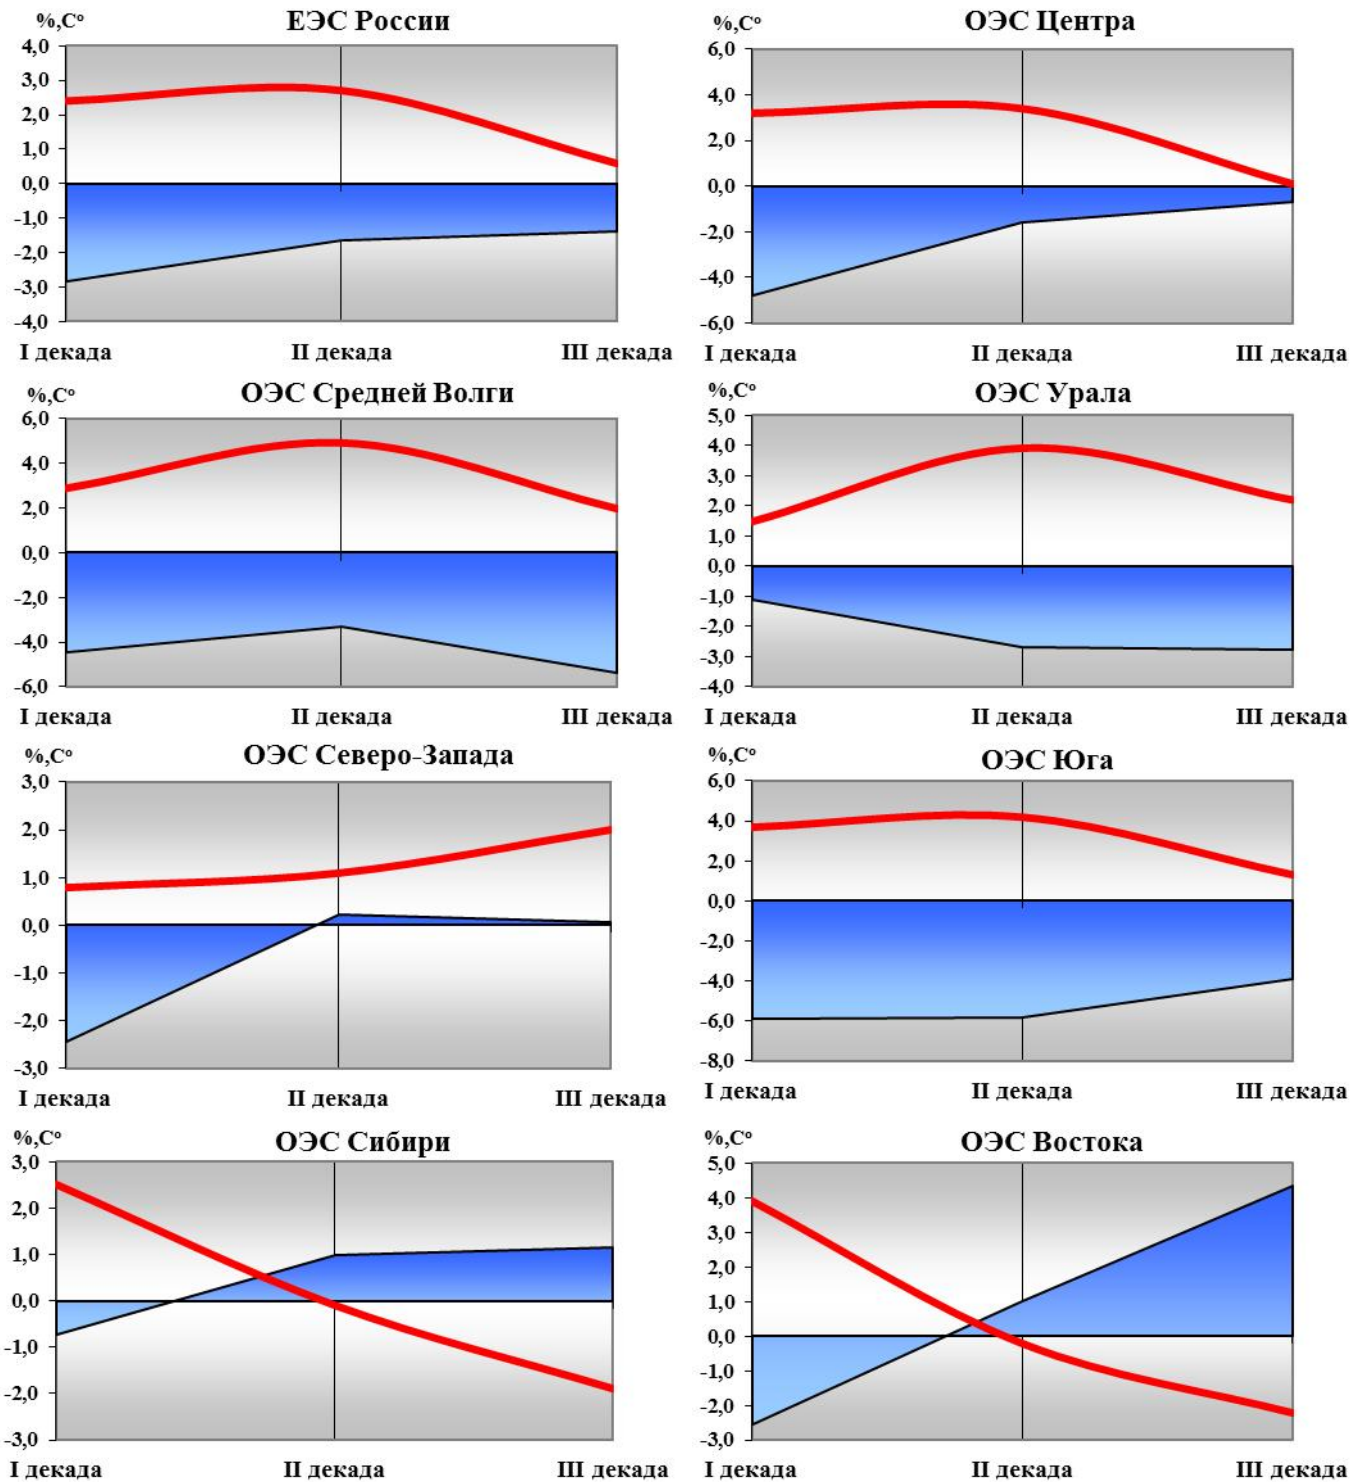 %,С°
ЕЭС России
4,0
3,0
2,0
1,0
0,0
-1,0
-2,0
-3,0
-4,0
I декада
II декада
III декада
%,С°
ОЭС Центра
6,0
4,0
2,0
0,0
-2,0
-4,0
-6,0
I декада
II декада
III декада
%,С°
ОЭС Средней Волги
6,0
4,0
2,0
0,0
-2,0
-4,0
-6,0
I декада
II декада
III декада
%,С°
ОЭС Урала
5,0
4,0
3,0
2,0
1,0
0,0
-1,0
-2,0
-3,0
-4,0
I декада
II декада
III декада
%,С°
ОЭС Северо-Запада
3,0
2,0
1,0
0,0
-1,0
-2,0
-3,0
I декада
II декада
III декада
%,С°
ОЭС Юга
6,0
4,0
2,0
0,0
-2,0
-4,0
-6,0
-8,0
I декада
II декада
III декада
%,С°
ОЭС Сибири
3,0
2,0
1,0
0,0
-1,0
-2,0
-3,0
I декада
II декада
III декада
%,С°
ОЭС Востока
5,0
4,0
3,0
2,0
1,0
0,0
-1,0
-2,0
-3,0
I декада
II декада
III декада